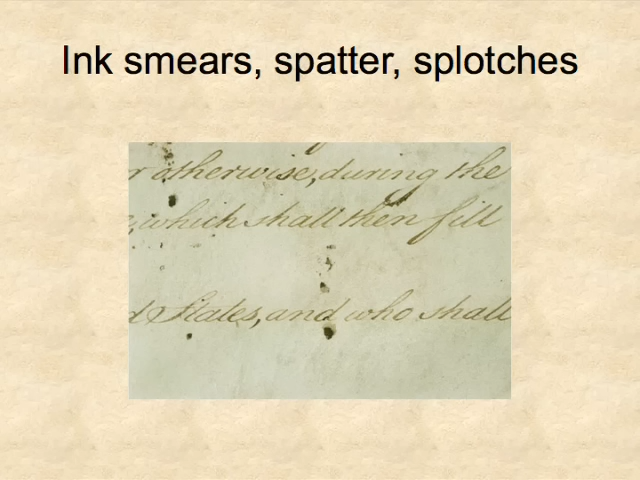 Ink smears, spatter, splotches
r otherwise, during the
, which shall then fill
d States, and who shall